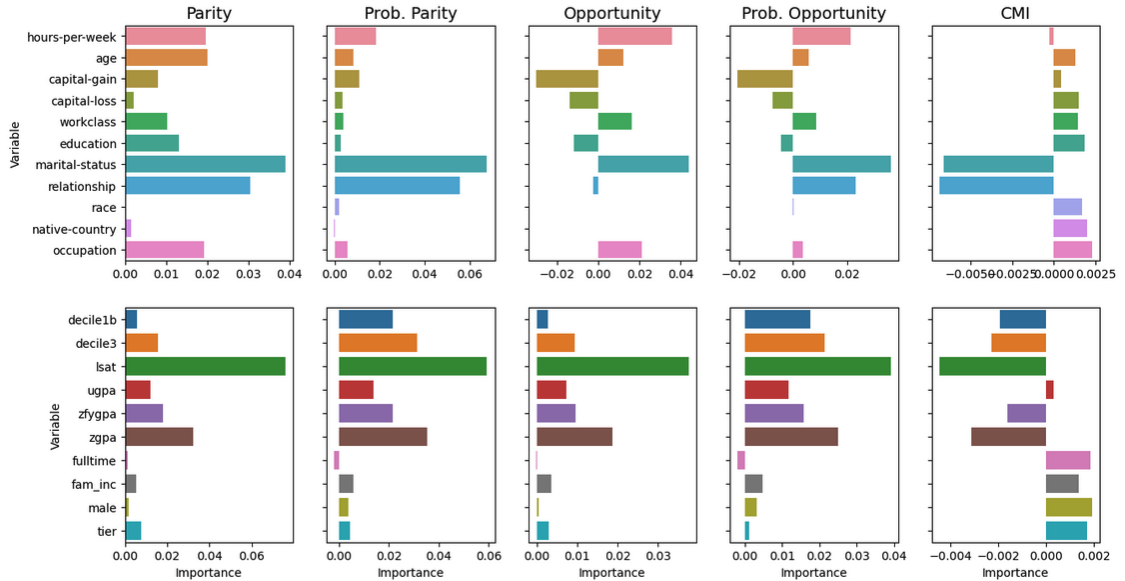 Parity Prob. Parity Opportunity Prob. Opportunity CMI
Variable
hours-per-week
age
capital-gain
capital-loss
workclass
education
marital-status
relationship
race
native-country
occupation
0.00 0.01 0.02 0.03 0.04
0.00 0.02 0.04 0.06
−0.02 0.00 0.02 0.04
−0.02 0.00 0.02
−0.0050 −0.0025 0.0000 0.0025
Variable
decile1b
decile3
lsat
ugpa
zfygpa
zgpa
fulltime
fam_inc
male
tier
0.00 0.02 0.04 0.06
0.00 0.02 0.04 0.06
0.00 0.01 0.02 0.03
0.00 0.01 0.02 0.03 0.04
−0.004 −0.002 0.000 0.002
Importance Importance Importance Importance Importance